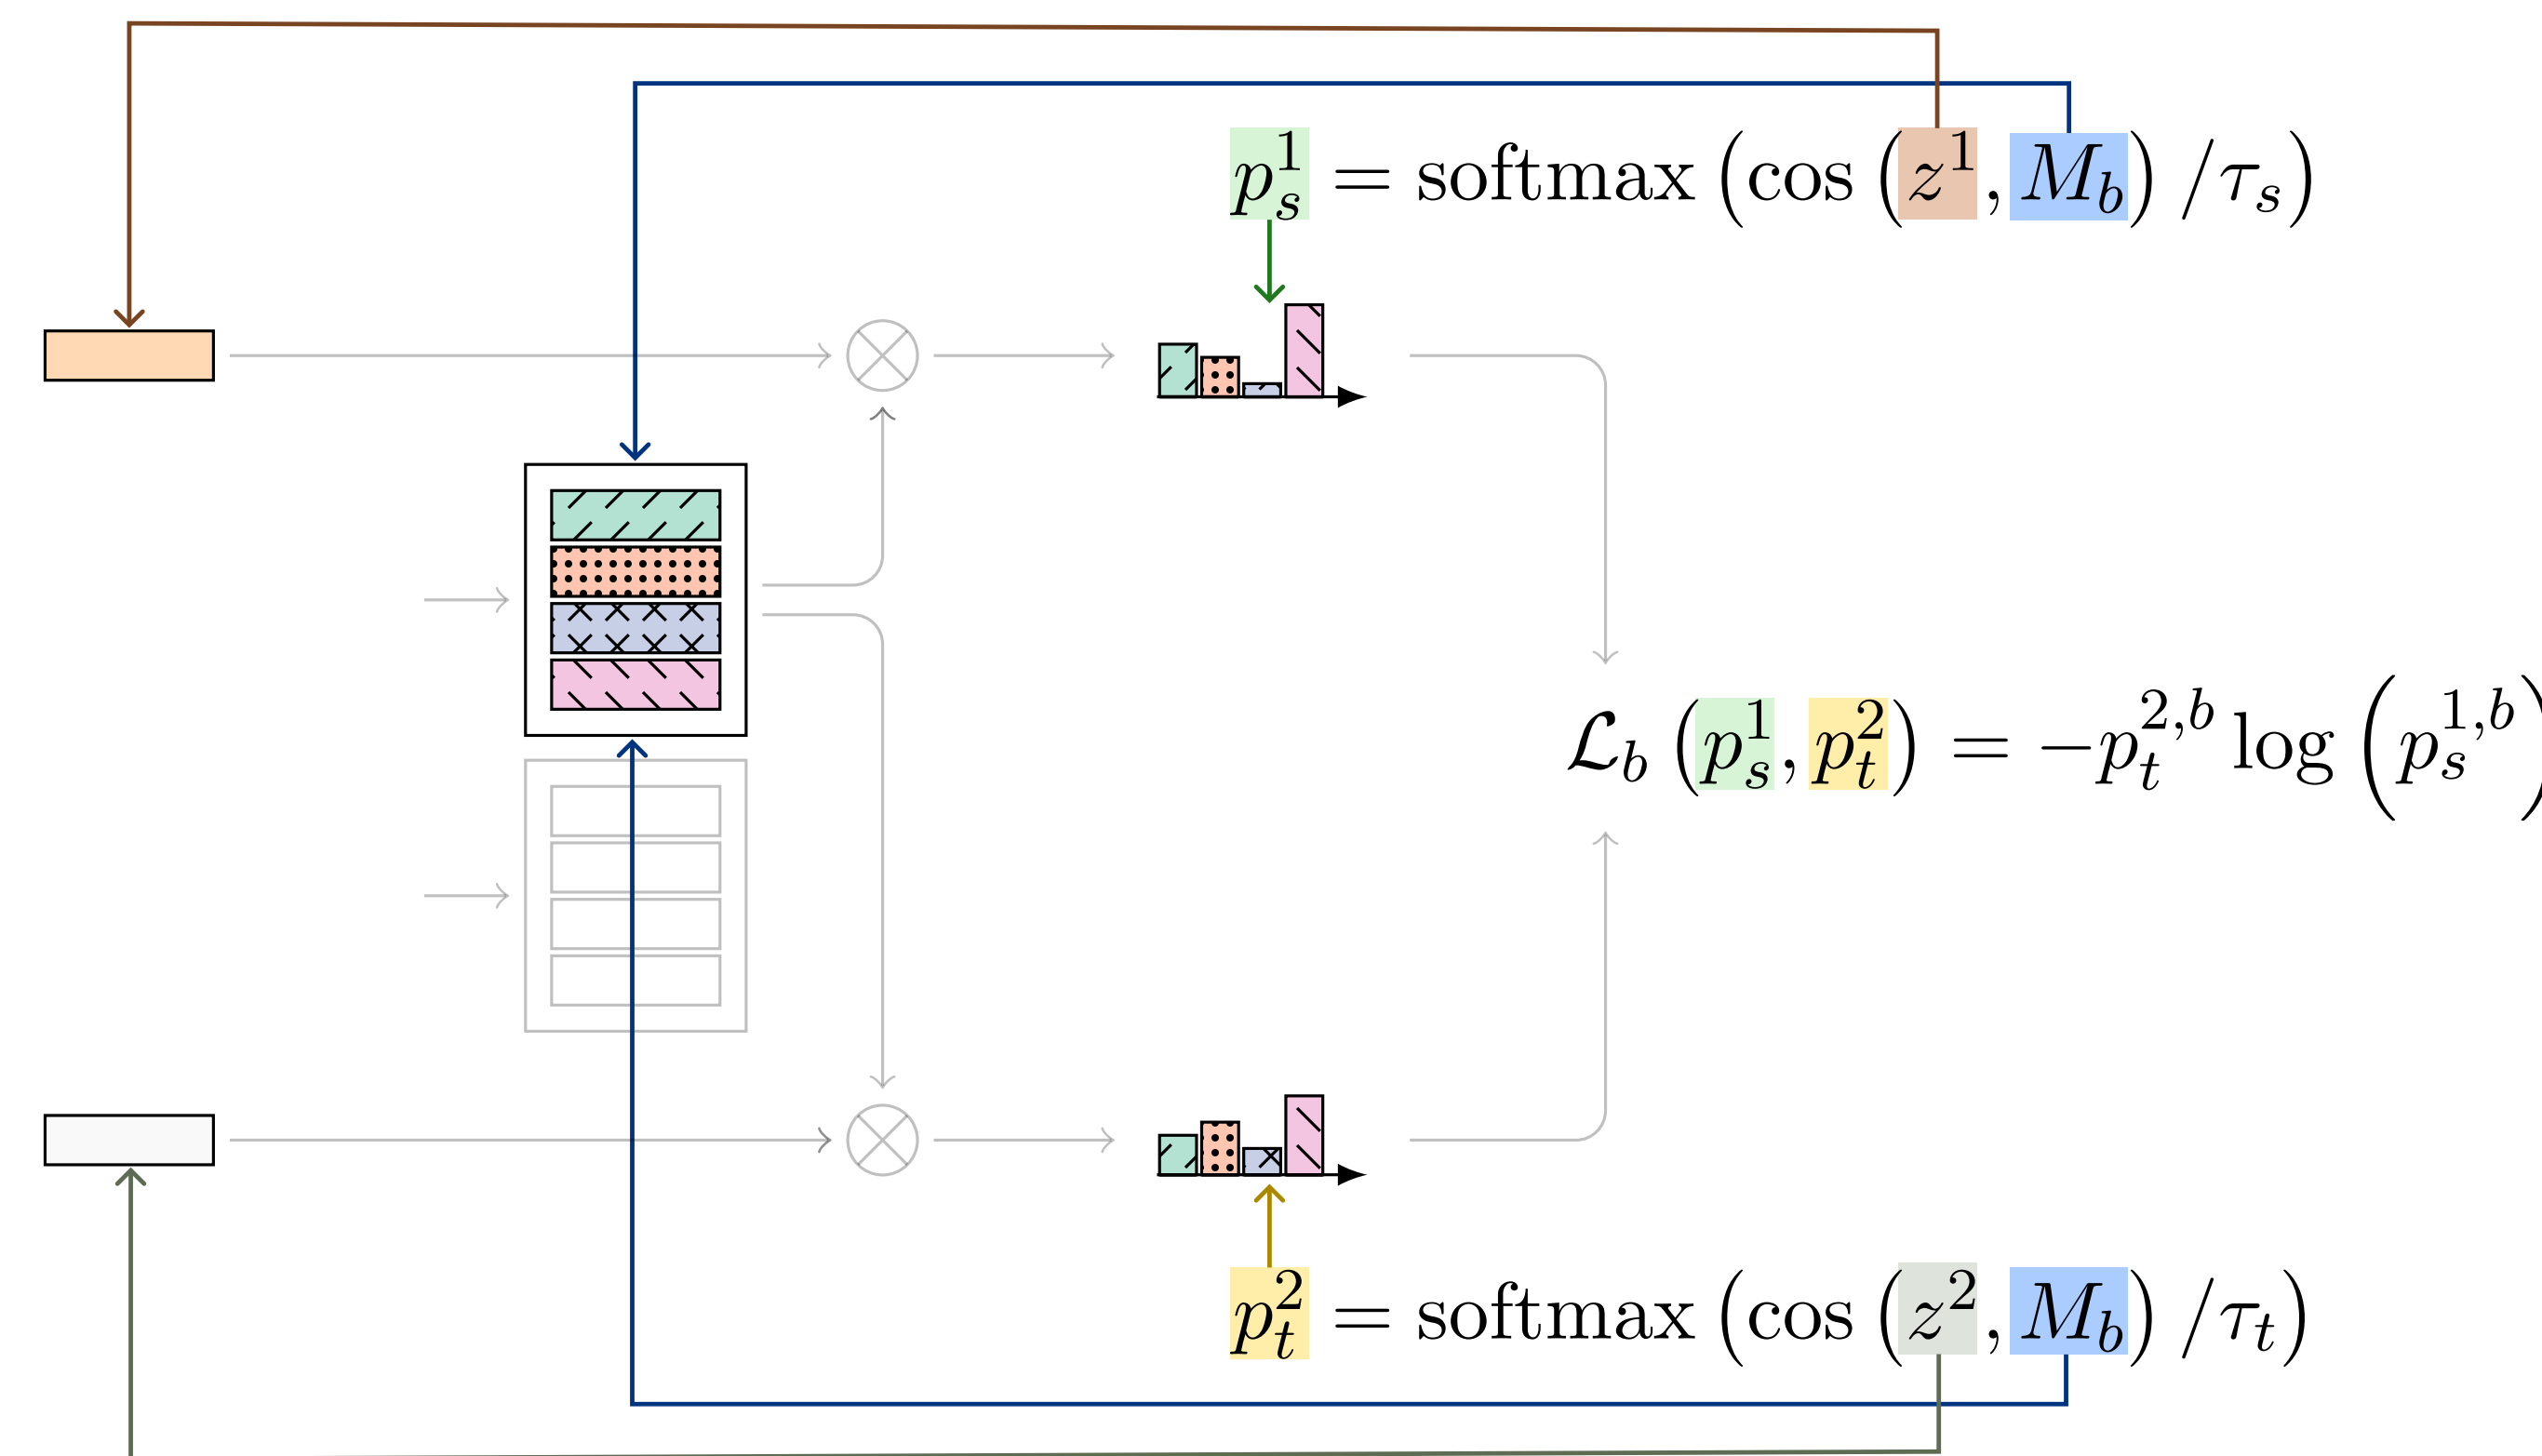 p_s^1 = softmax (cos (z^1, M_b) /τ_s)
ℒ_b (p_s^1, p_t^2) = −p_t^{2,b} log (p_s^{1,b})
p_t^2 = softmax (cos (z^2, M_b) /τ_t)